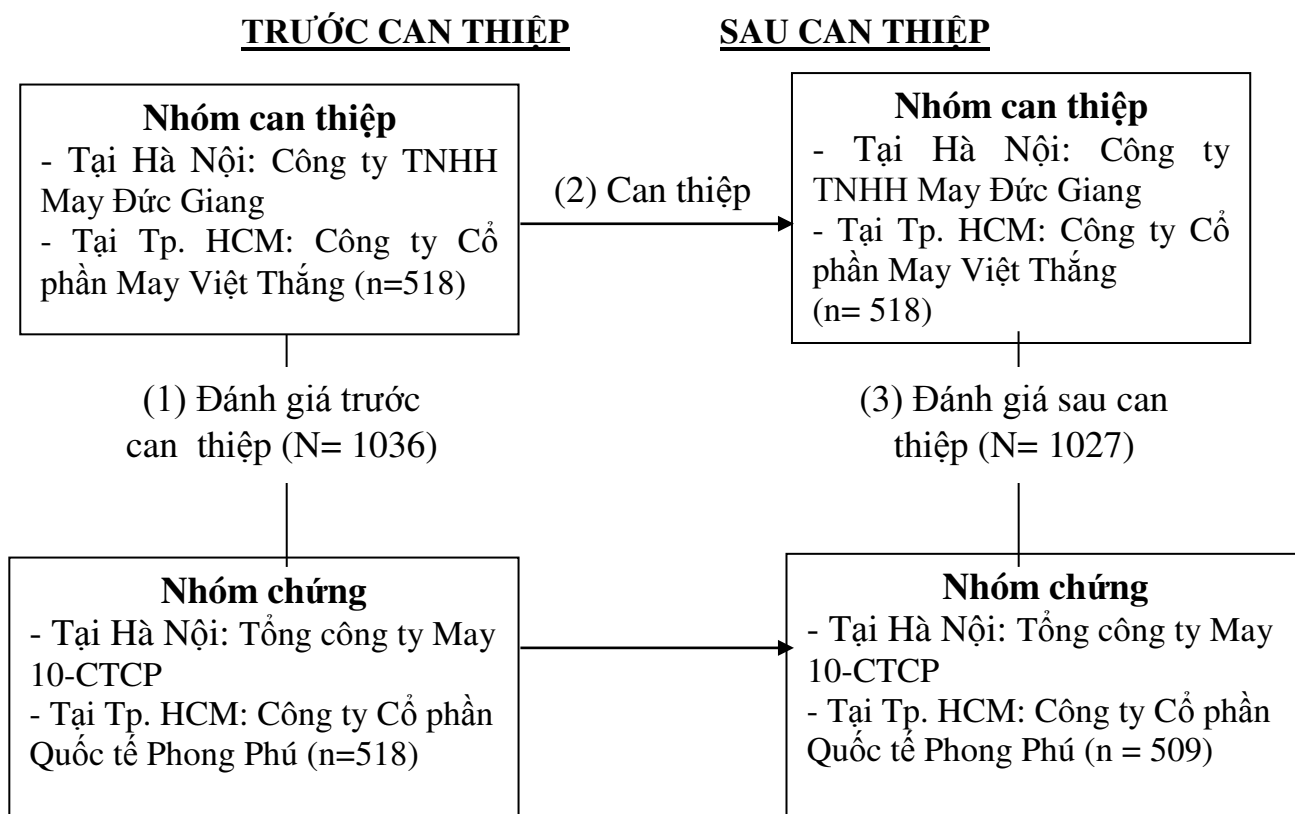 TRƯỚC CAN THIỆP
SAU CAN THIỆP
Nhóm can thiệp
- Tại Hà Nội: Công ty TNHH
May Đức Giang
- Tại Tp. HCM: Công ty Cổ
phần May Việt Thắng (n=518)
(2) Can thiệp
Nhóm can thiệp
- Tại Hà Nội: Công ty
TNHH May Đức Giang
- Tại Tp. HCM: Công ty Cổ
phần May Việt Thắng
(n= 518)
(1) Đánh giá trước
can thiệp (N= 1036)
(3) Đánh giá sau can
thiệp (N= 1027)
Nhóm chứng
- Tại Hà Nội: Tổng công ty May
10-CTCP
- Tại Tp. HCM: Công ty Cổ phần
Quốc tế Phong Phú (n=518)
Nhóm chứng
- Tại Hà Nội: Tổng công ty May
10-CTCP
- Tại Tp. HCM: Công ty Cổ phần
Quốc tế Phong Phú (n = 509)